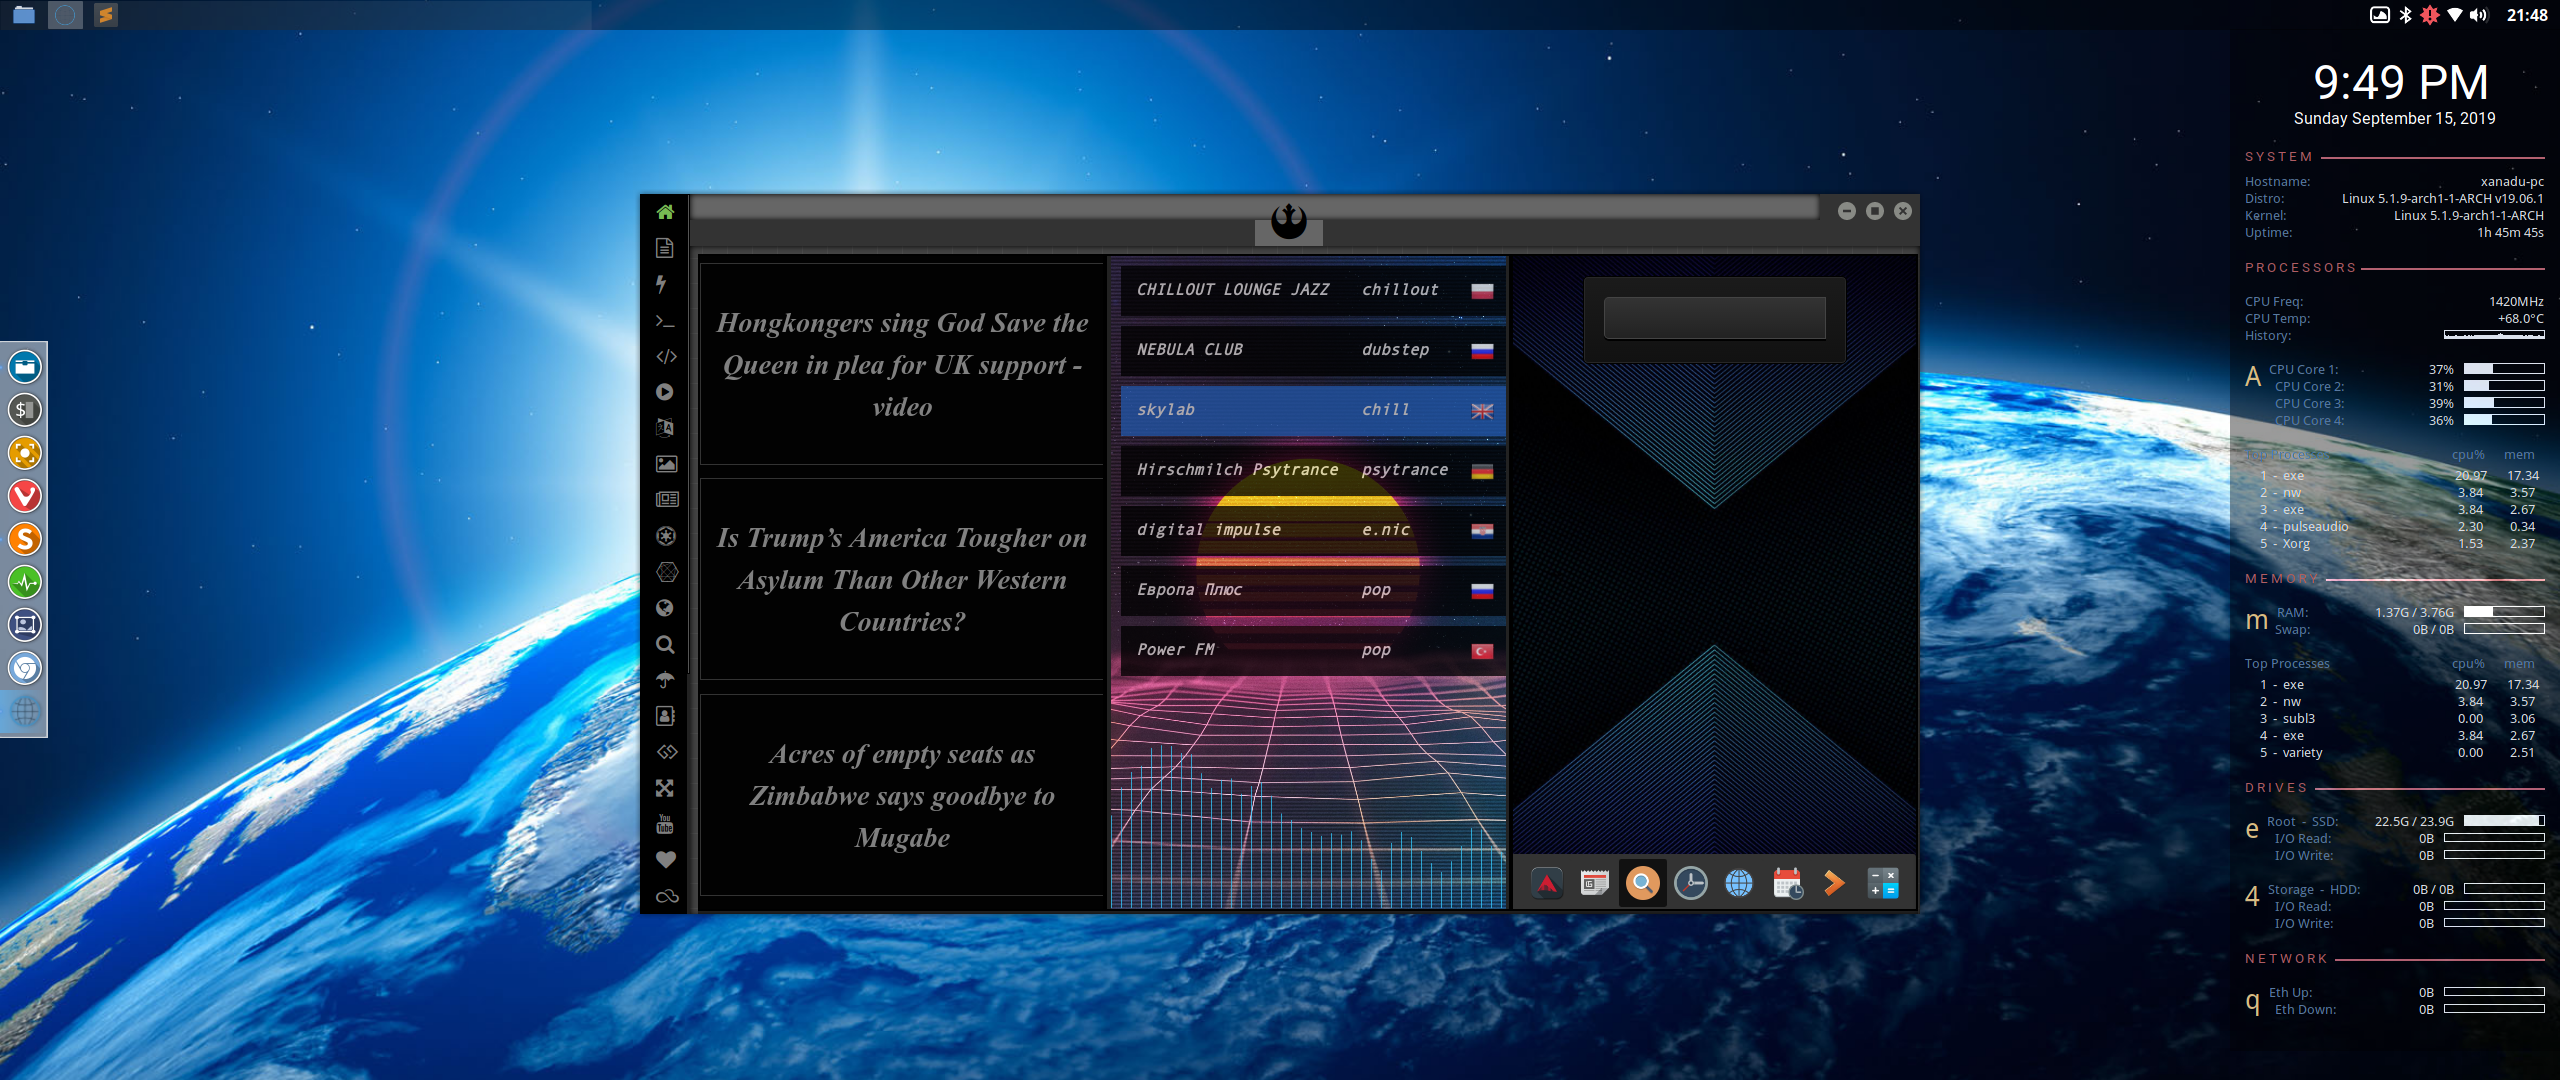 21:48
9:49 PM
Sunday September 15, 2019
SYSTEM
Hostname: xanadu-pc
Distro: Linux 5.1.9-arch1-1-ARCH v19.06.1
Kernel: Linux 5.1.9-arch1-1-ARCH
Uptime: 1h 45m 45s
PROCESSORS
CPU Freq: 1420MHz
CPU Temp: +68.0°C
History:
A CPU Core 1: 37%
CPU Core 2: 31%
CPU Core 3: 39%
CPU Core 4: 36%
Top Processes cpu% mem
1 - exe 20.97 17.34
2 - nw 3.84 3.57
3 - exe 3.84 2.67
4 - pulseaudio 2.30 0.34
5 - Xorg 1.53 2.37
MEMORY
m RAM: 1.37G / 3.76G
Swap: 0B / 0B
Top Processes cpu% mem
1 - exe 20.97 17.34
2 - nw 3.84 3.57
3 - subl3 0.00 3.06
4 - exe 3.84 2.67
5 - variety 0.00 2.51
DRIVES
e Root - SSD: 22.5G / 23.9G
I/O Read: 0B
I/O Write: 0B
4 Storage - HDD: 0B / 0B
I/O Read: 0B
I/O Write: 0B
NETWORK
q Eth Up: 0B
Eth Down: 0B
Hongkongers sing God Save the
Queen in plea for UK support -
video
Is Trump’s America Tougher on
Asylum Than Other Western
Countries?
Acres of empty seats as
Zimbabwe says goodbye to
Mugabe
CHILLOUT LOUNGE JAZZ chillout
NEBULA CLUB dubstep
skylab chill
Hirschmilch Psytrance psytrance
digital impulse e.nic
Европа Плюс pop
Power FM pop
You
Tube